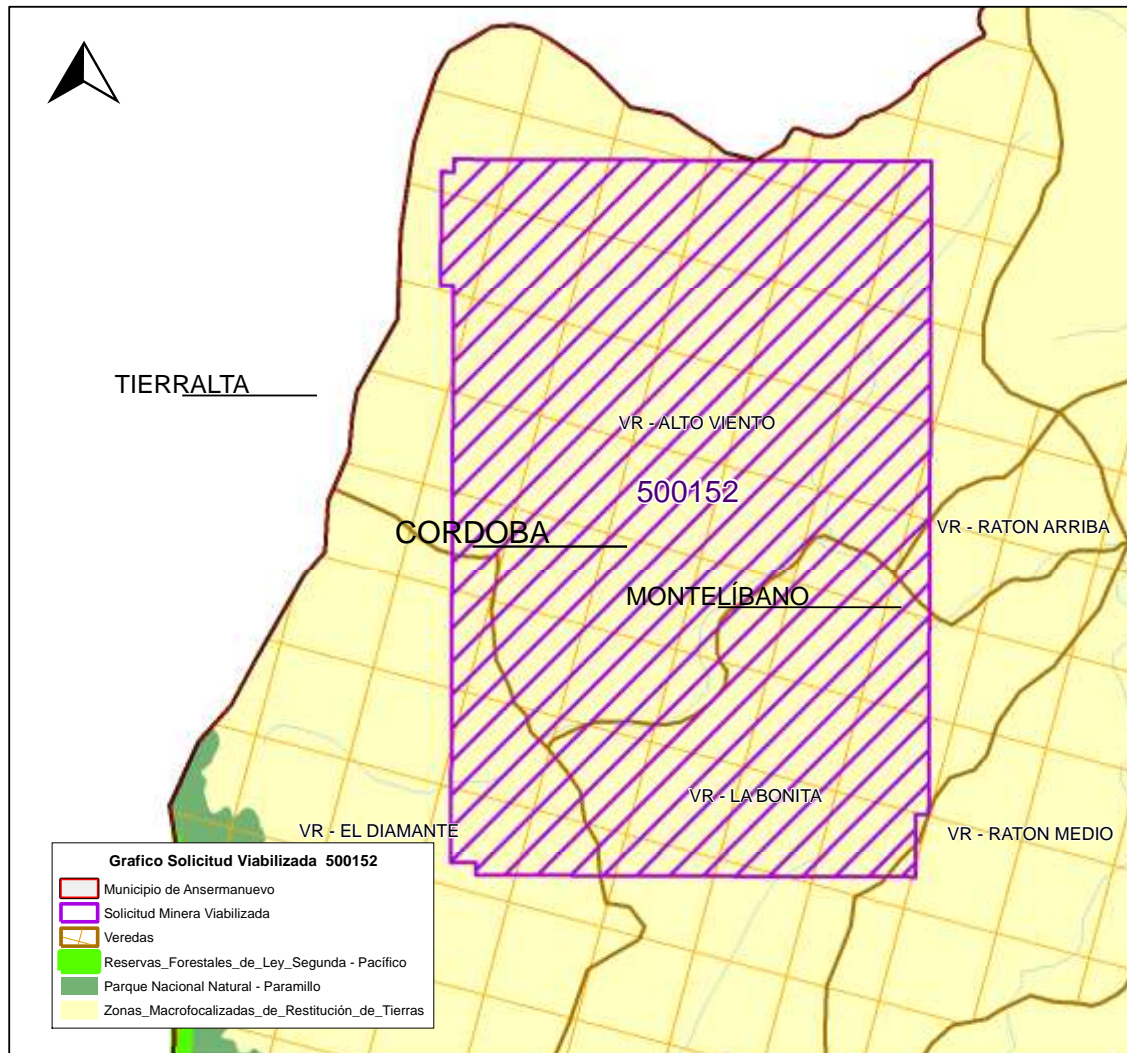 TIERRALTA
VR - ALTO VIENTO
500152
CORDOBA
VR - RATON ARRIBA
MONTELÍBANO
VR - LA BONITA
VR - EL DIAMANTE
VR - RATON MEDIO
Grafico Solicitud Viabilizada 500152
Municipio de Ansermanuevo
Solicitud Minera Viabilizada
Veredas
Reservas_Forestales_de_Ley_Segunda - Pacífico
Parque Nacional Natural - Paramillo
Zonas_Macrofocalizadas_de_Restitución_de_Tierras